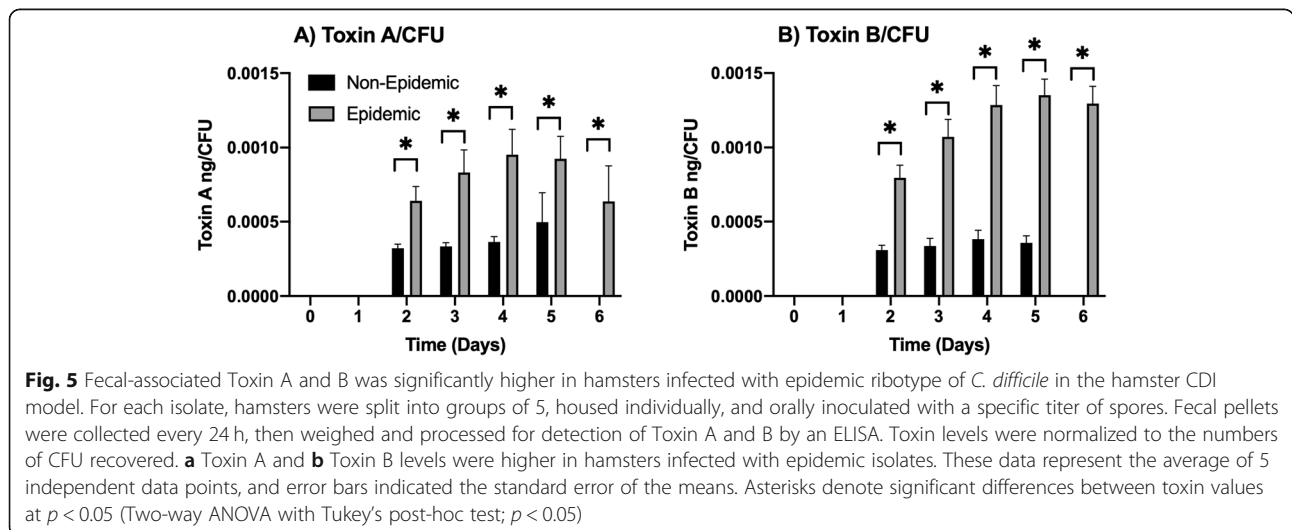 A) Toxin A/CFU
Non-Epidemic
Epidemic
Toxin A ng/CFU
0.0015
0.0010
0.0005
0.0000
* * * * *
0 1 2 3 4 5 6
Time (Days)
B) Toxin B/CFU
Toxin B ng/CFU
0.0015
0.0010
0.0005
0.0000
* * * * *
0 1 2 3 4 5 6
Time (Days)
Fig. 5 Fecal-associated Toxin A and B was significantly higher in hamsters infected with epidemic ribotype of C. difficile in the hamster CDI
model. For each isolate, hamsters were split into groups of 5, housed individually, and orally inoculated with a specific titer of spores. Fecal pellets
were collected every 24 h, then weighed and processed for detection of Toxin A and B by an ELISA. Toxin levels were normalized to the numbers
of CFU recovered. a Toxin A and b Toxin B levels were higher in hamsters infected with epidemic isolates. These data represent the average of 5
independent data points, and error bars indicated the standard error of the means. Asterisks denote significant differences between toxin values
at p < 0.05 (Two-way ANOVA with Tukey's post-hoc test; p < 0.05)